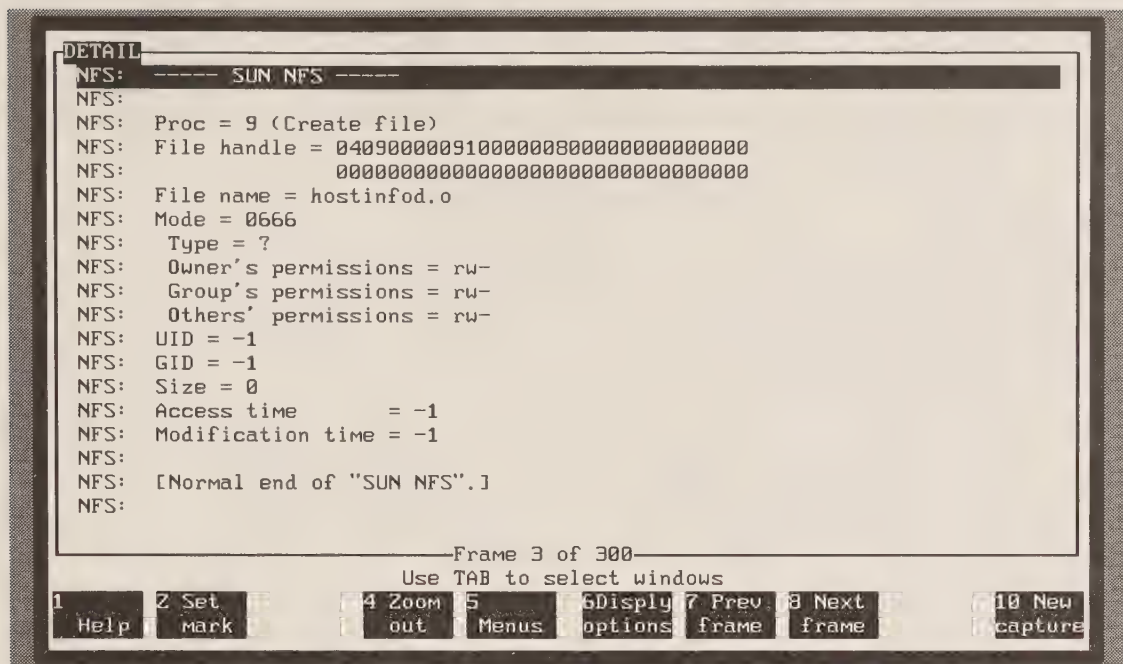 DETAIL
NFS: ----- SUN NFS -----
NFS:
NFS: Proc = 9 (Create file)
NFS: File handle = 04090000091000000800000000000000
NFS: 00000000000000000000000000000000
NFS: File name = hostinfod.o
NFS: Mode = 0666
NFS: Type = ?
NFS: Owner's permissions = rw-
NFS: Group's permissions = rw-
NFS: Others' permissions = rw-
NFS: UID = -1
NFS: GID = -1
NFS: Size = 0
NFS: Access time = -1
NFS: Modification time = -1
NFS:
NFS: [Normal end of "SUN NFS".]
NFS:
Frame 3 of 300
Use TAB to select windows
1 2 Set 4 Zoom 5 6Disply 7 Prev 8 Next 10 New
Help mark out Menus options frame frame capture